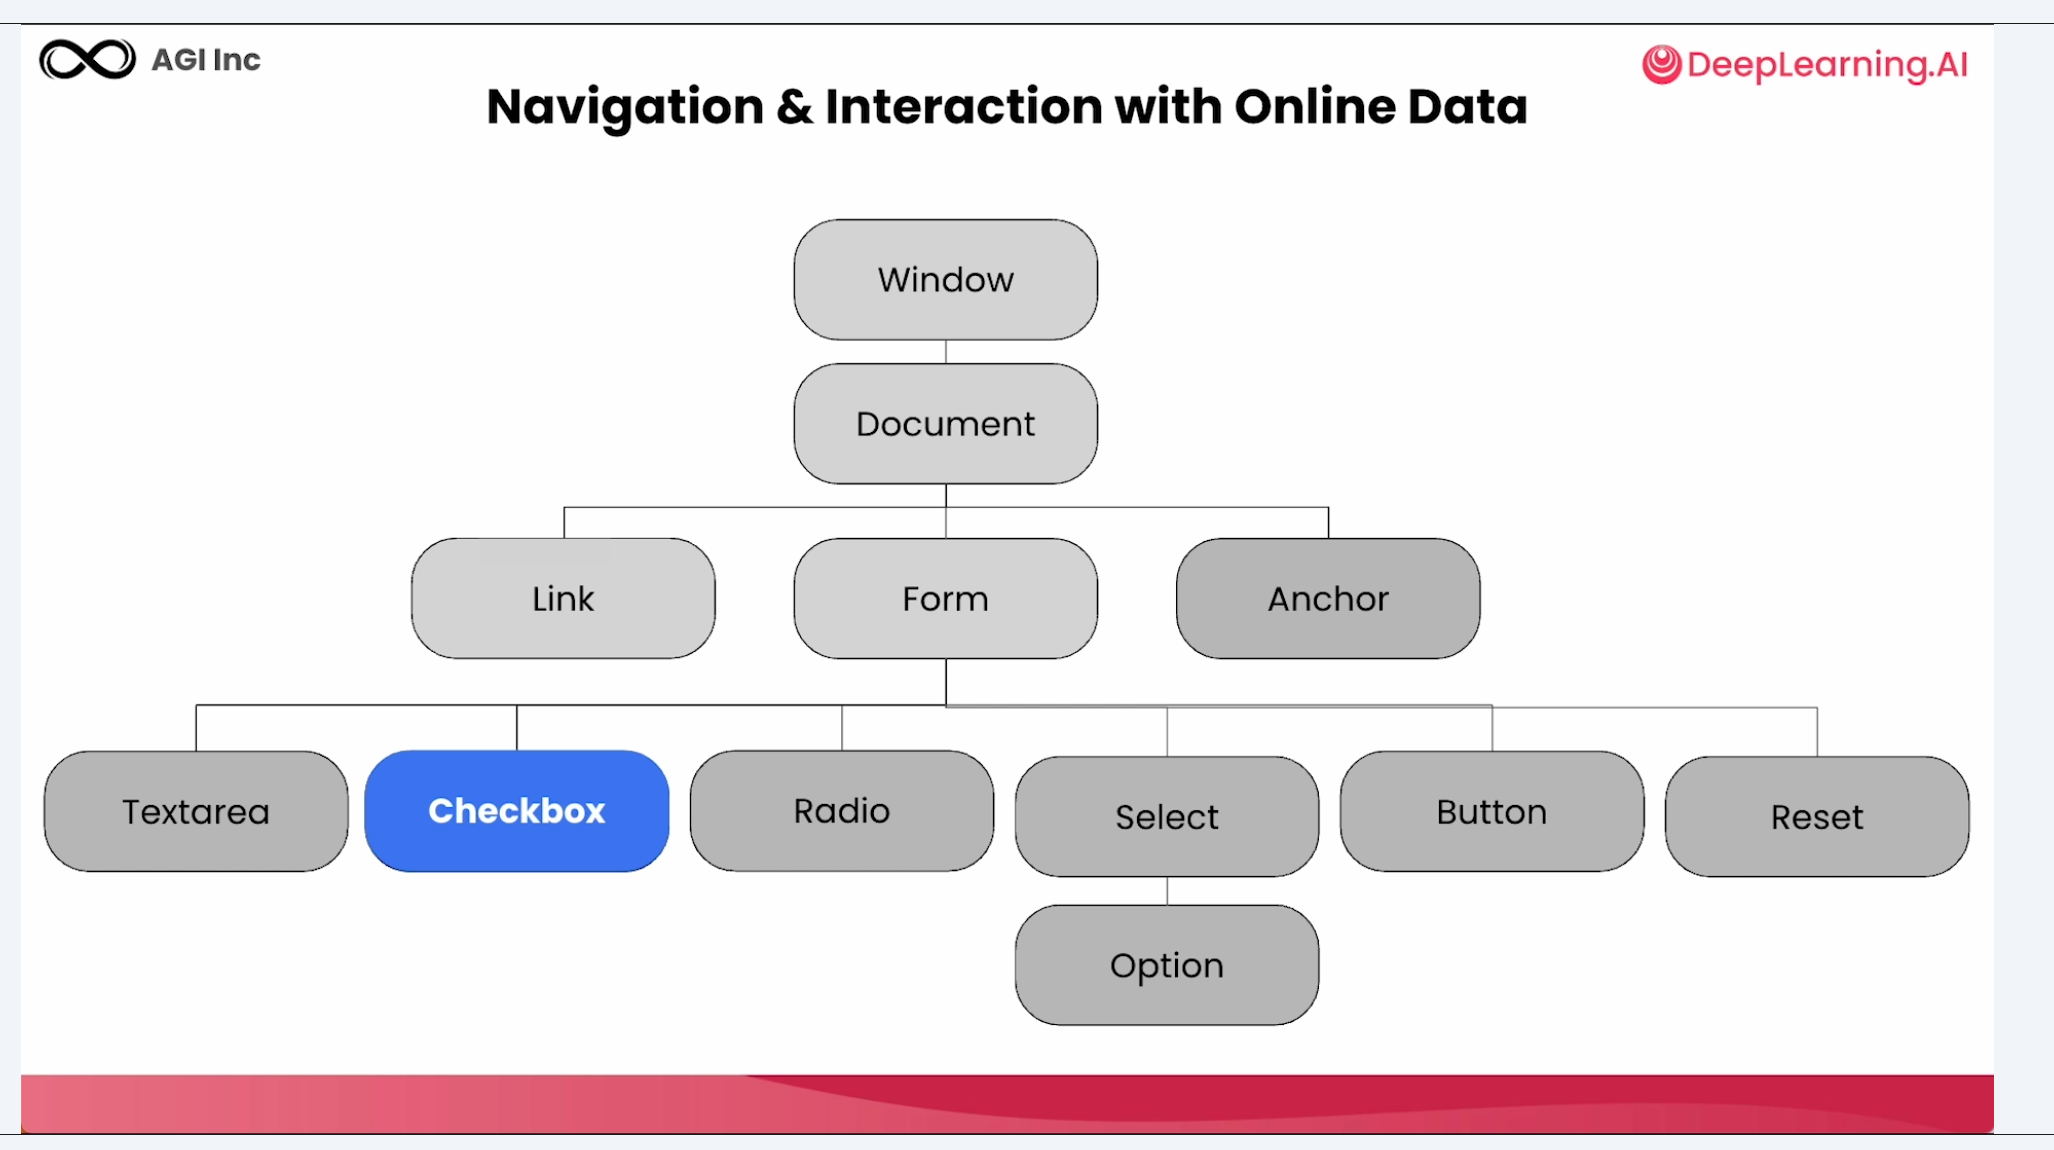 AGI Inc
DeepLearning.AI
Navigation & Interaction with Online Data
Window
Document
Link
Form
Anchor
Textarea
Checkbox
Radio
Select
Button
Reset
Option